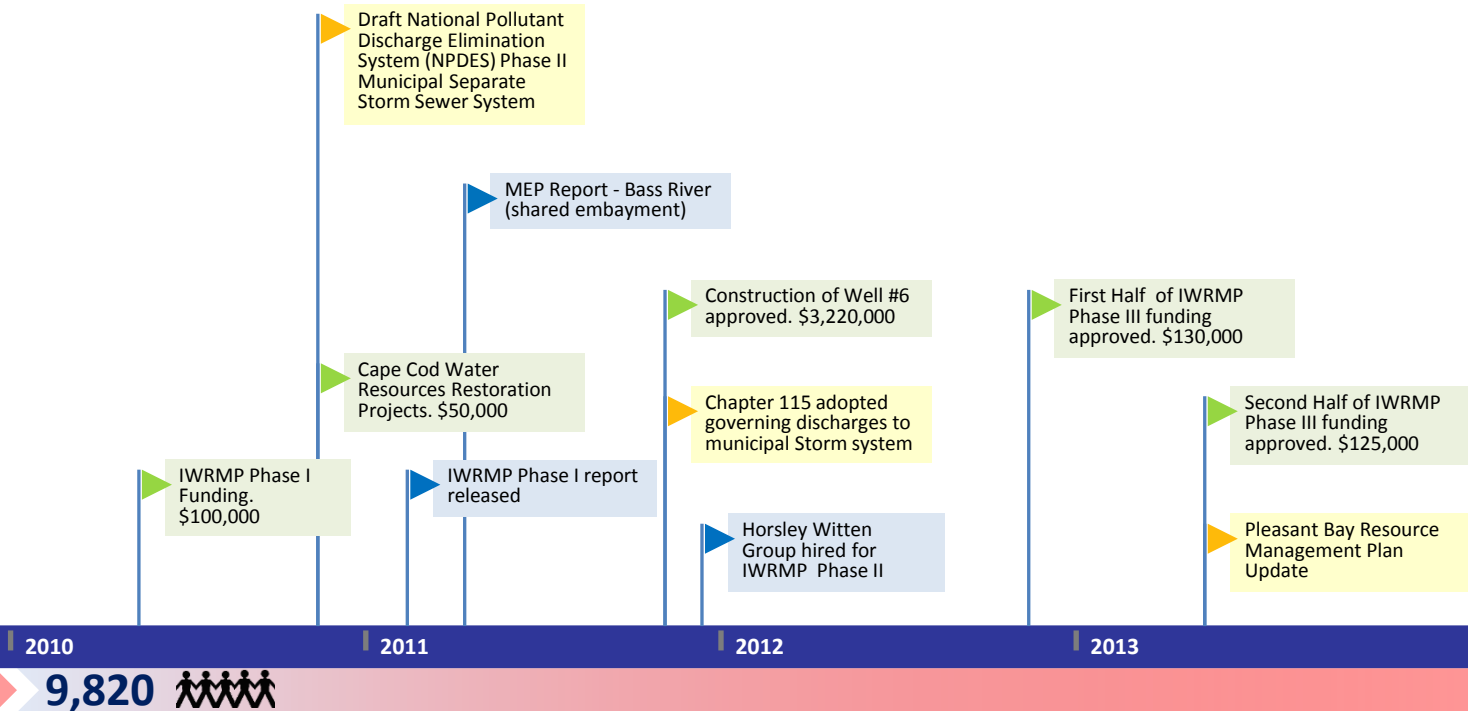 Draft National Pollutant
Discharge Elimination
System (NPDES) Phase II
Municipal Separate
Storm Sewer System
MEP Report - Bass River
(shared embayment)
Construction of Well #6
approved. $3,220,000
First Half of IWRMP
Phase III funding
approved. $130,000
Cape Cod Water
Resources Restoration
Projects. $50,000
Chapter 115 adopted
governing discharges to
municipal Storm system
Second Half of IWRMP
Phase III funding
approved. $125,000
IWRMP Phase I
Funding.
$100,000
IWRMP Phase I report
released
Horsley Witten
Group hired for
IWRMP Phase II
Pleasant Bay Resource
Management Plan
Update
2010
2011
2012
2013
9,820